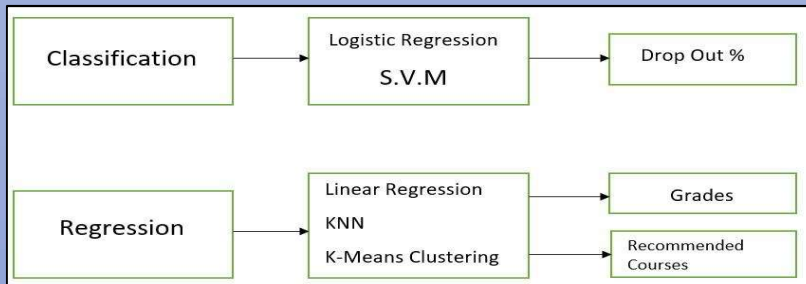 Classification
Logistic Regression
S.V.M
Drop Out %
Regression
Linear Regression
KNN
K-Means Clustering
Grades
Recommended
Courses